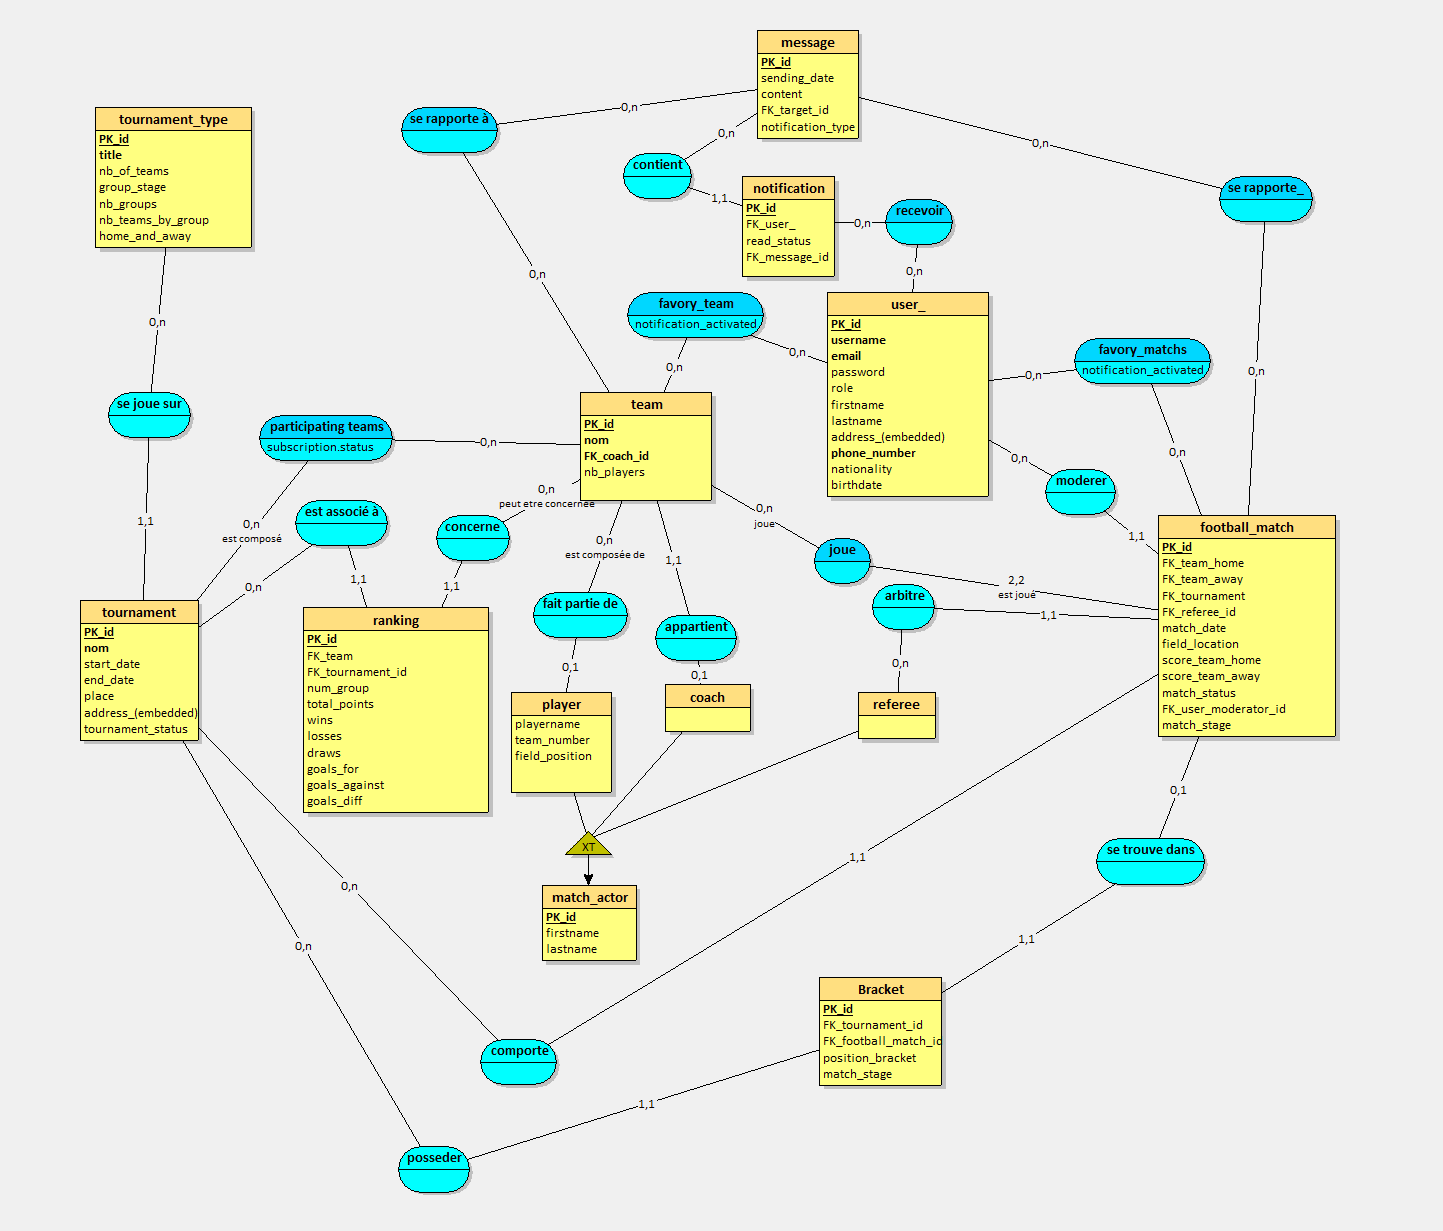 message
PK_id
sending_date
content
FK_target_id
notification_type
tournament_type
PK_id
title
nb_of_teams
group_stage
nb_groups
nb_teams_by_group
home_and_away
se rapporte à
0,n
0,n
contient
0,n
1,1
notification
PK_id
FK_user_
read_status
FK_message_id
0,n
recevoir
0,n
0,n
se rapporte_
0,n
favory_team
notification_activated
0,n
0,n
user_
PK_id
username
email
password
role
firstname
lastname
address_(embedded)
phone_number
nationality
birthdate
0,n
favory_matchs
notification_activated
0,n
0,n
moderer
1,1
0,n
se joue sur
1,1
participating teams
subscription.status
0,n
0,n
est composé
team
PK_id
nom
FK_coach_id
nb_players
est associé à
0,n
1,1
concerne
0,n
peut etre concernée
1,1
0,n
est composée de
fait partie de
0,1
1,1
appartient
0,1
0,n
joue
joue
2,2
est joué
arbitre
1,1
0,n
football_match
PK_id
FK_team_home
FK_team_away
FK_tournament
FK_referee_id
match_date
field_location
score_team_home
score_team_away
match_status
FK_user_moderator_id
match_stage
tournament
PK_id
nom
start_date
end_date
place
address_(embedded)
tournament_status
ranking
PK_id
FK_team
FK_tournament_id
num_group
total_points
wins
losses
draws
goals_for
goals_against
goals_diff
player
playername
team_number
field_position
coach
referee
XT
match_actor
PK_id
firstname
lastname
0,1
se trouve dans
1,1
0,n
1,1
comporte
0,n
1,1
posseder
Bracket
PK_id
FK_tournament_id
FK_football_match_id
position_bracket
match_stage